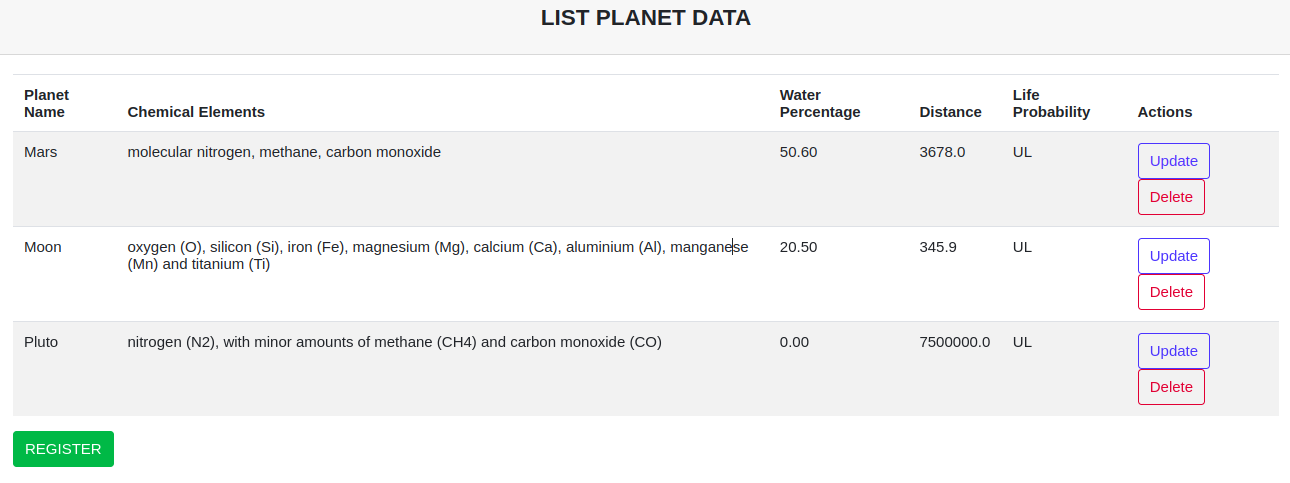 LIST PLANET DATA
Planet Name	Chemical Elements	Water Percentage	Distance	Life Probability	Actions
Mars	molecular nitrogen, methane, carbon monoxide	50.60	3678.0	UL	Update
Delete
Moon	oxygen (O), silicon (Si), iron (Fe), magnesium (Mg), calcium (Ca), aluminium (Al), manganese	20.50	345.9	UL	Update
(Mn) and titanium (Ti)
Delete
Pluto	nitrogen (N2), with minor amounts of methane (CH4) and carbon monoxide (CO)	0.00	7500000.0	UL	Update
Delete
REGISTER